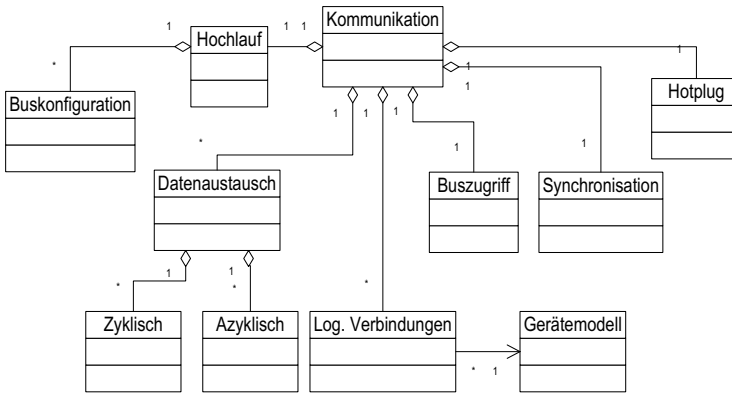 Kommunikation
1
Hochlauf
1
1
1
*
1
1
Buskonfiguration
Hotplug
1
1
1
1
*
1
1
Datenaustausch
Buszugriff
Synchronisation
1
1
*
*
*
Zyklisch
Azyklisch
Log. Verbindungen
Gerätemodell
*
1